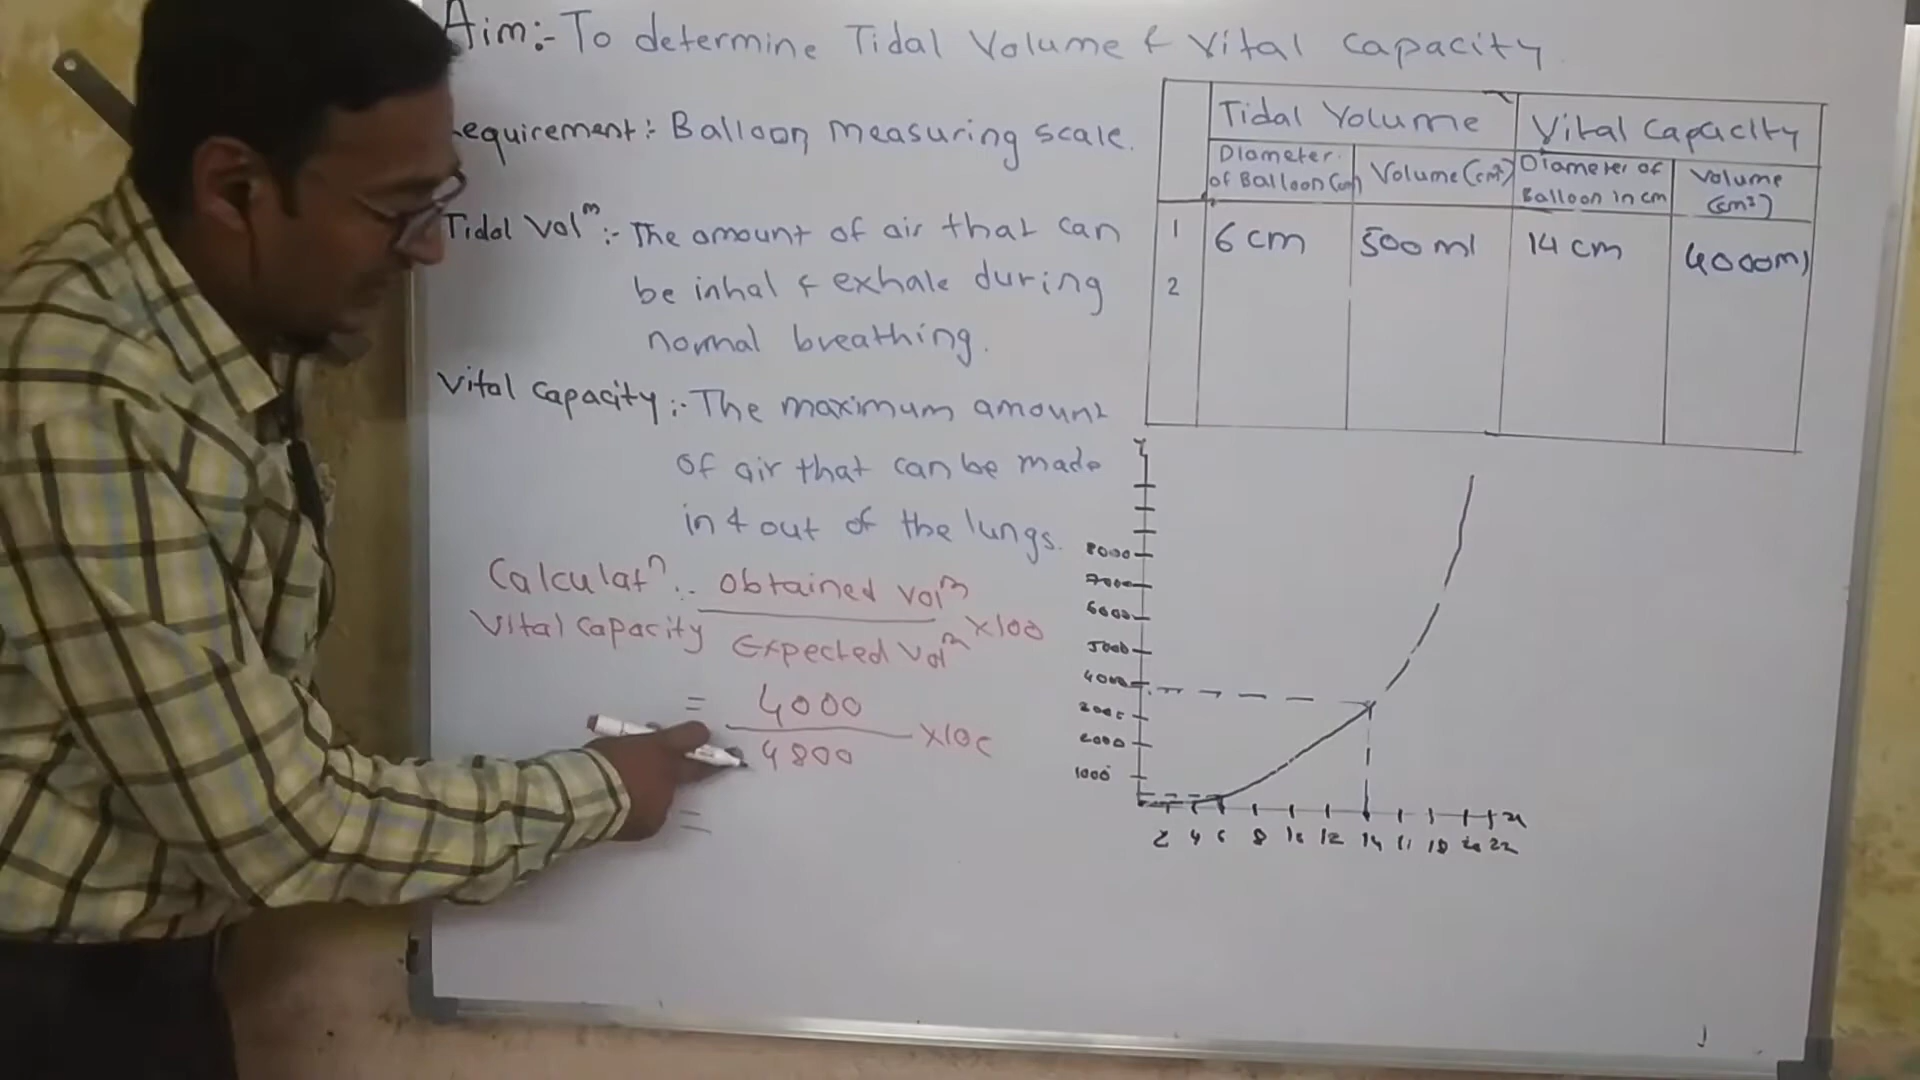 Aim:- To determine Tidal Volume & Vital Capacity.
equirement:- Balloon measuring scale.
Tidal Volm :- The amount of air that can
be inhal & exhale during
normal breathing.
Vital Capacity :- The maximum amount
of air that can be made
in & out of the lungs.
Calculatn :. Obtained Volm
Vital Capacity Expected Volm X100
= 4000
4800 X100
=
Tidal Volume Vital Capacity
Diameter of Balloon (cm) Volume (cm3) Diameter of Balloon in cm Volume (cm3)
1 6 cm 500 ml 14 cm 4000ml
2
Y
8000
7000
6000
5000
4000
3000
2000
1000
2 4 6 8 10 12 14 18 20 22 x